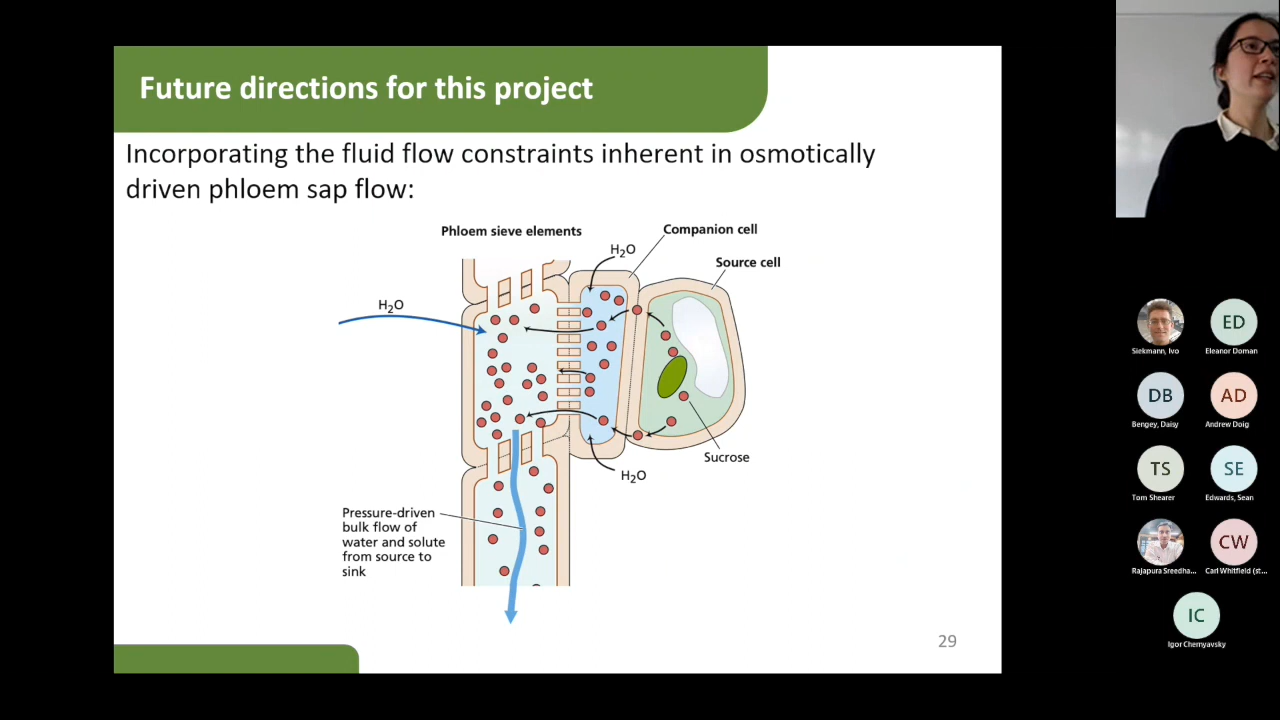 Future directions for this project
Incorporating the fluid flow constraints inherent in osmotically
driven phloem sap flow:
Phloem sieve elements
Companion cell
H₂O
Source cell
H₂O
Sucrose
H₂O
Pressure-driven
bulk flow of
water and solute
from source to
sink
29
Siekmann, Ivo
ED
Eleanor Doman
DB
Bengey, Daisy
AD
Andrew Doig
TS
Tom Shearer
SE
Edwards, Sean
Rajapura Sreedha...
CW
Carl Whitfield (st...
IC
Igor Chernyavsky